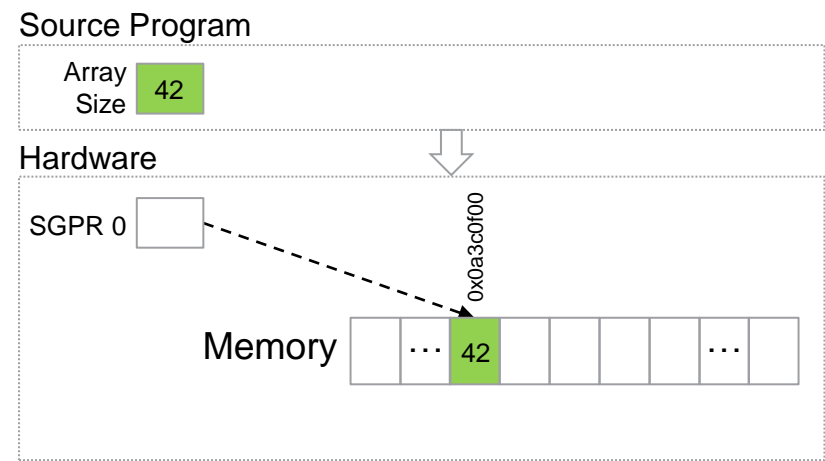 Source Program
Array
Size
42
Hardware
SGPR 0
0x0a3c0f00
Memory
... 42 ...